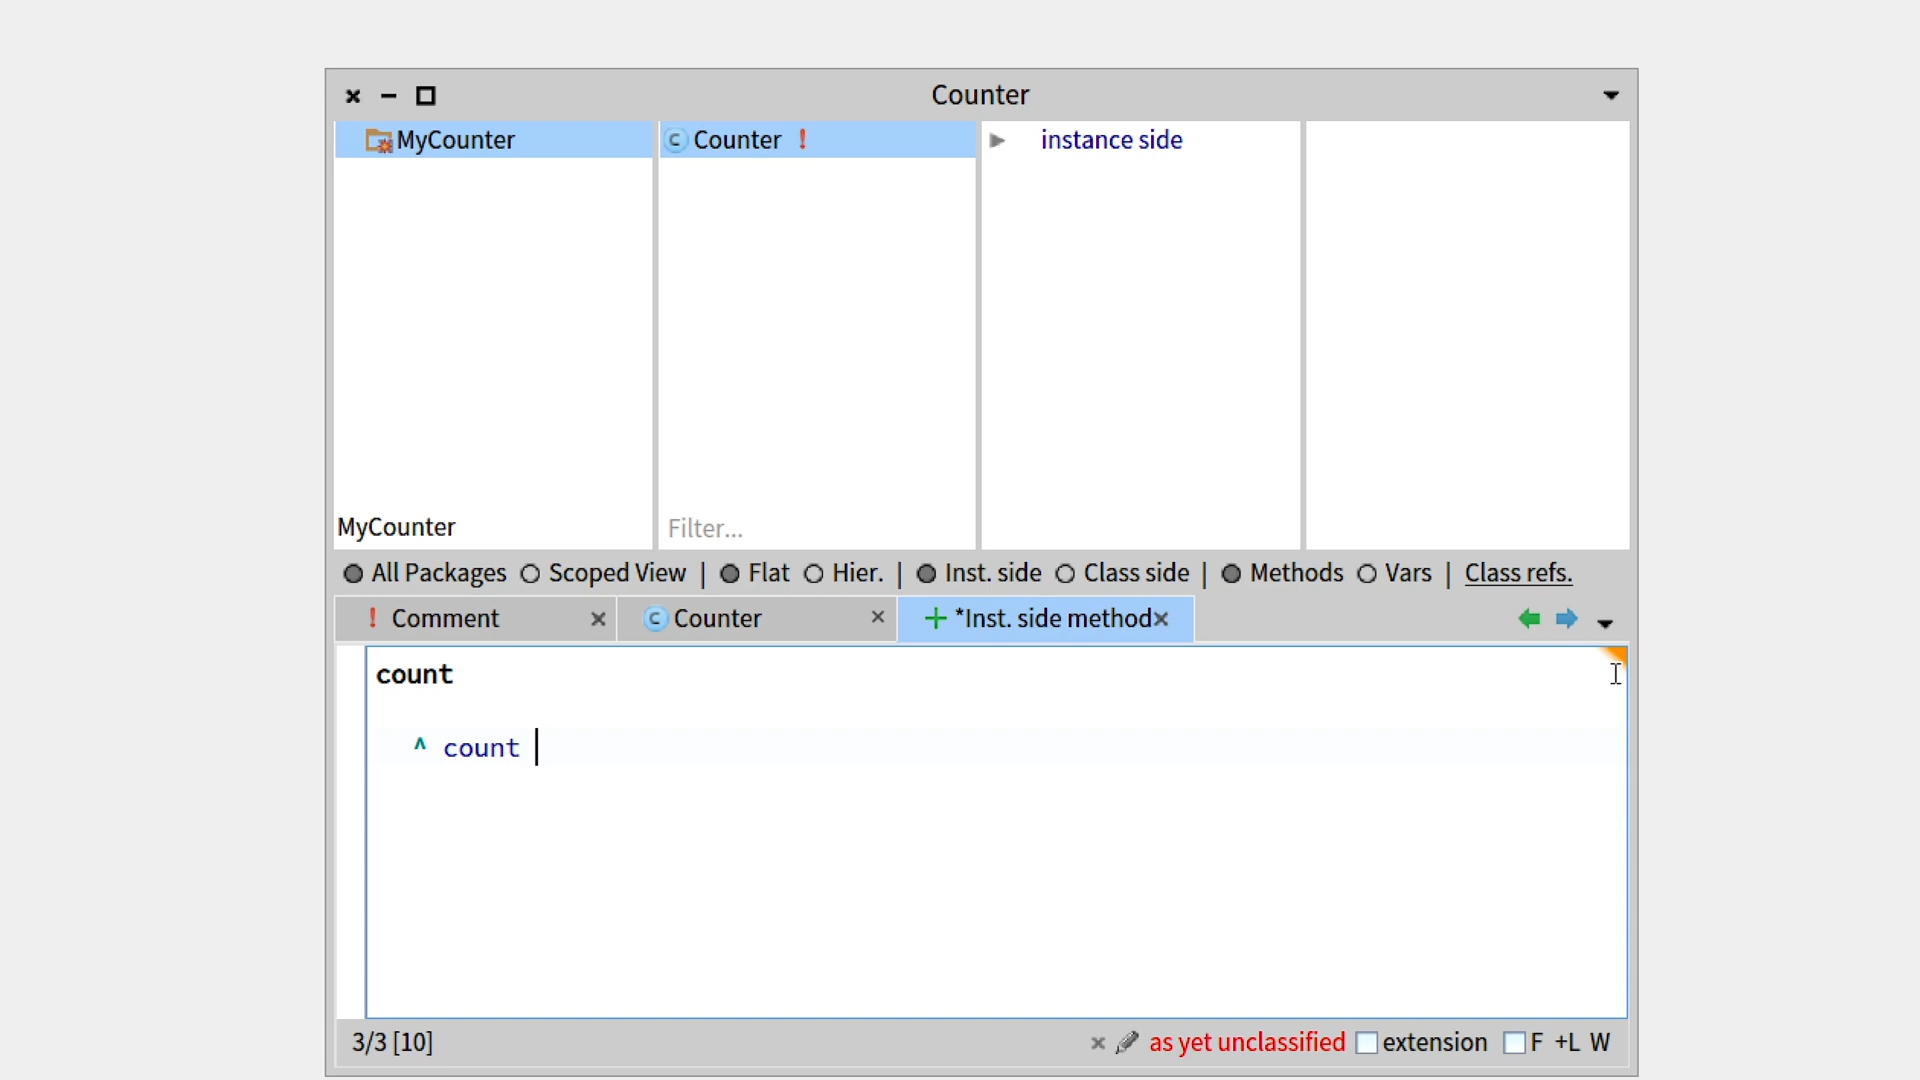 Counter
MyCounter
Counter !
instance side
MyCounter
Filter...
All Packages Scoped View | Flat Hier. | Inst. side Class side | Methods Vars | Class refs.
! Comment
Counter
+ *Inst. side method
count
^ count
3/3 [10]
as yet unclassified extension F +L W